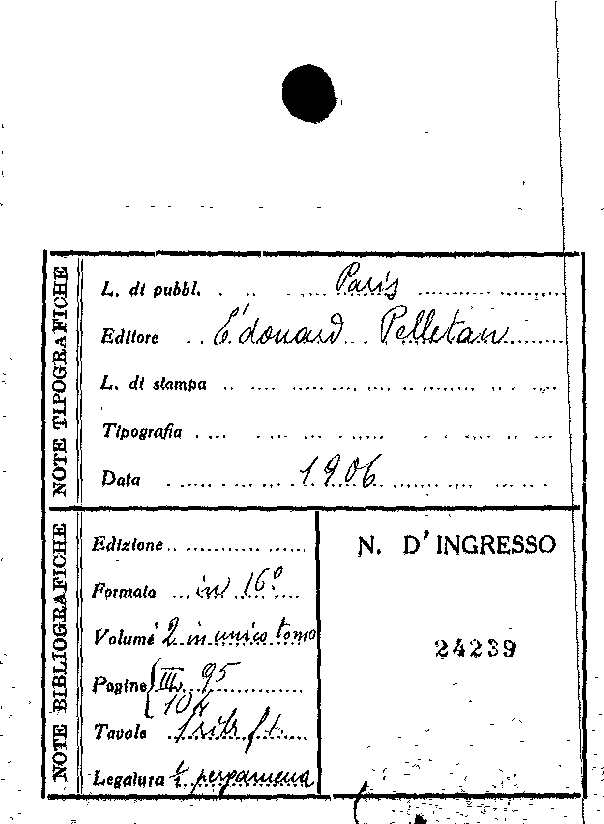 NOTE TIPOGRAFICHE
L. di pubbl. Paris
Editore Édouard Pelletan
L. di stampa
Tipografia
Data 1906
NOTE BIBLIOGRAFICHE
Edizione
Formato in 16º
Volumi 2 in unico tomo
Pagine III, 95
104
Tavole f.t.
Legatura ½ pergamena
N. D'INGRESSO
24239